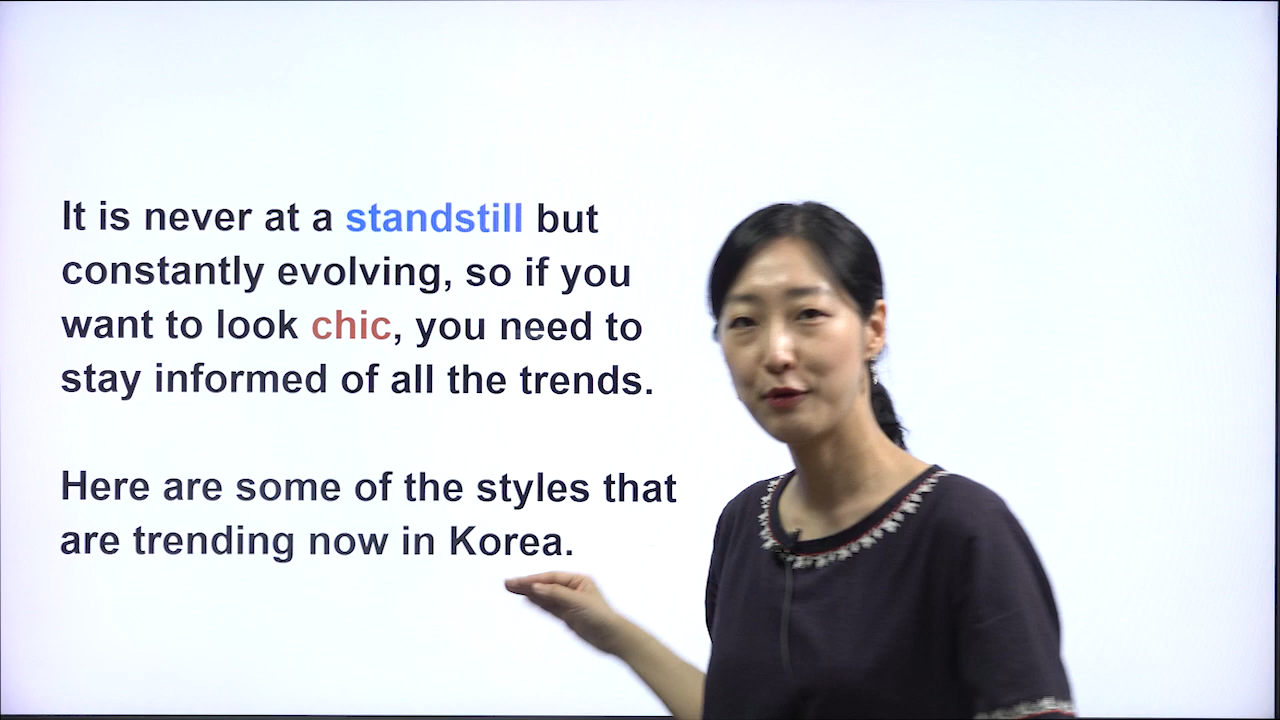 It is never at a standstill but
constantly evolving, so if you
want to look chic, you need to
stay informed of all the trends.
Here are some of the styles that
are trending now in Korea.